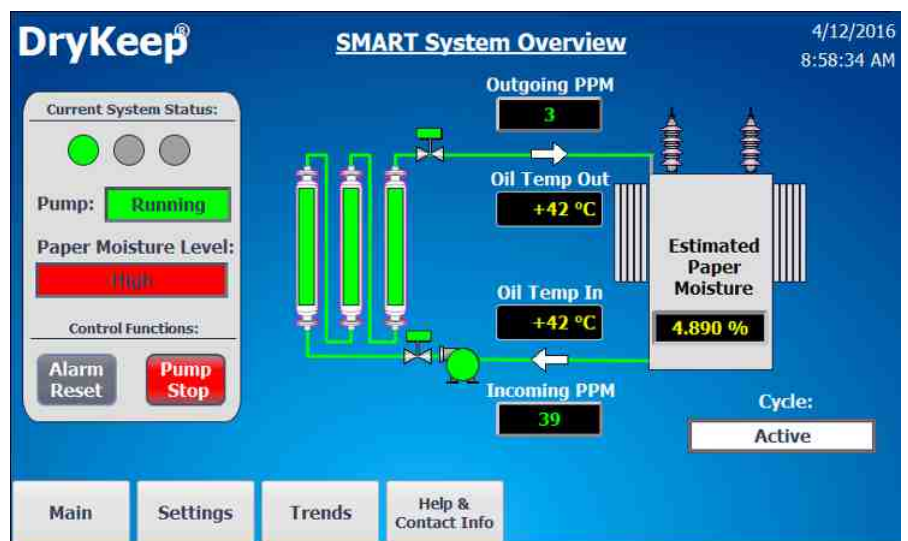 DryKeep®
SMART System Overview
4/12/2016
8:58:34 AM
Current System Status:
Pump:
Running
Paper Moisture Level:
High
Control Functions:
Alarm
Reset
Pump
Stop
Outgoing PPM
3
Oil Temp Out
+42 °C
Oil Temp In
+42 °C
Incoming PPM
39
Estimated
Paper
Moisture
4.890 %
Cycle:
Active
Main
Settings
Trends
Help &
Contact Info